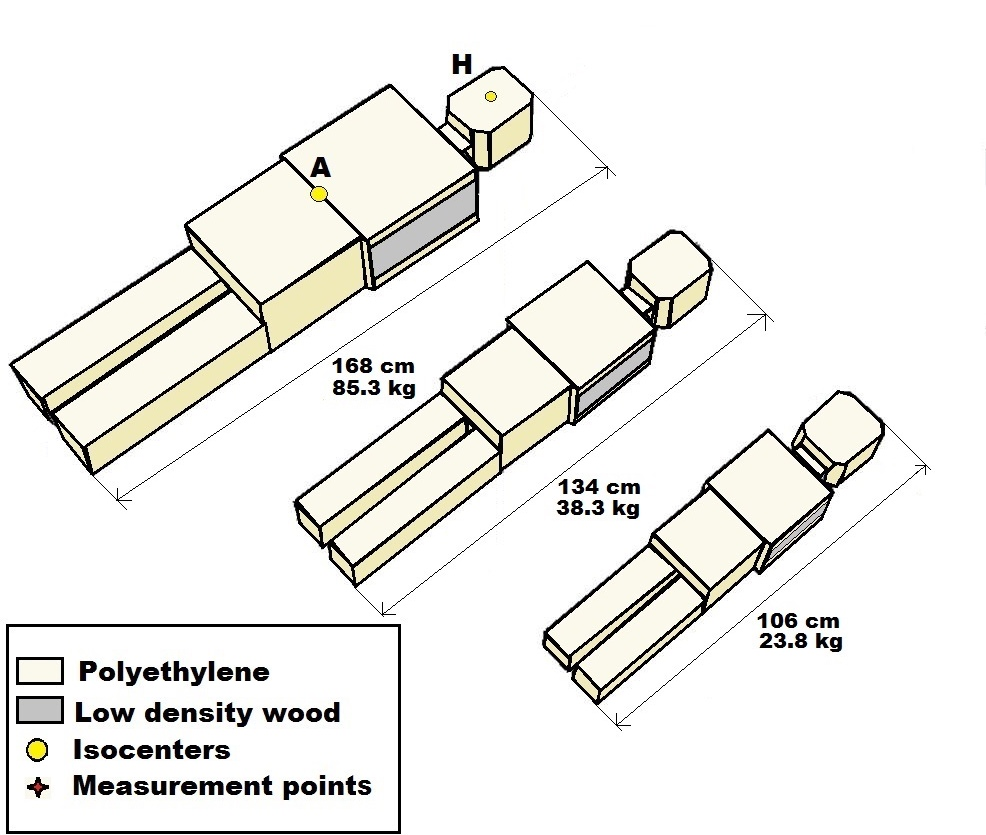 H
A
168 cm
85.3 kg
134 cm
38.3 kg
106 cm
23.8 kg
Polyethylene
Low density wood
Isocenters
Measurement points